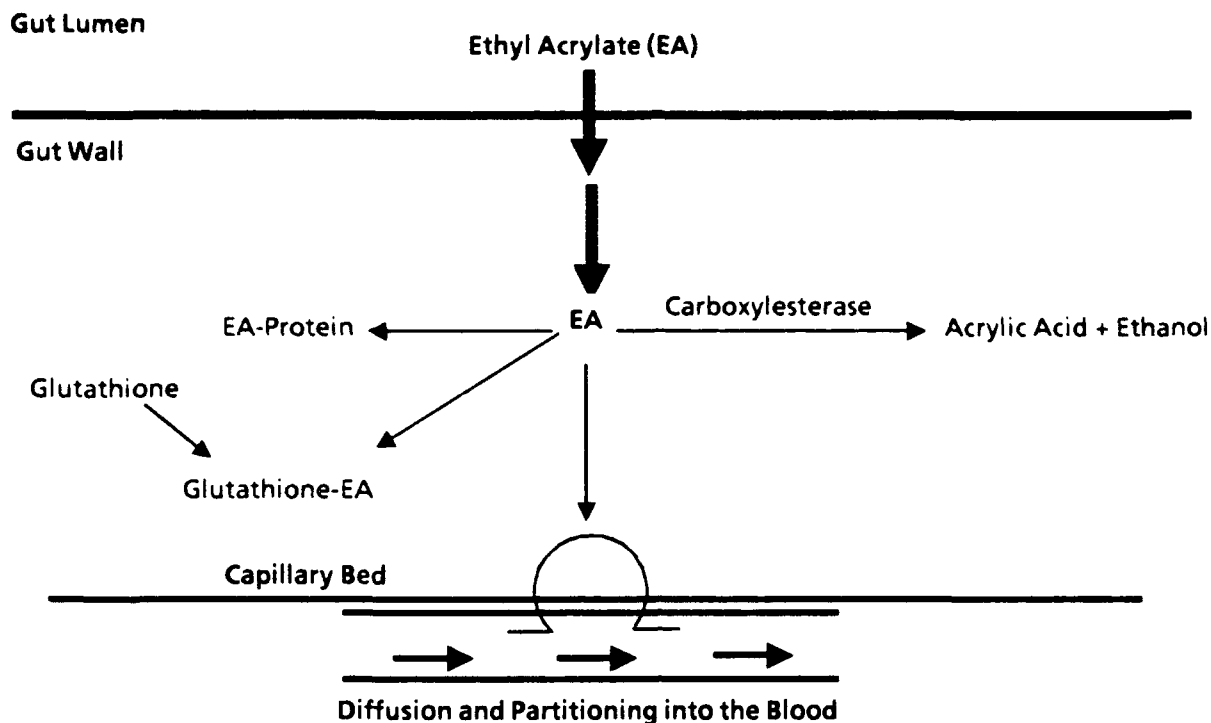 Gut Lumen
Ethyl Acrylate (EA)
Gut Wall
EA-Protein
EA
Carboxylesterase
Acrylic Acid + Ethanol
Glutathione
Glutathione-EA
Capillary Bed
Diffusion and Partitioning into the Blood